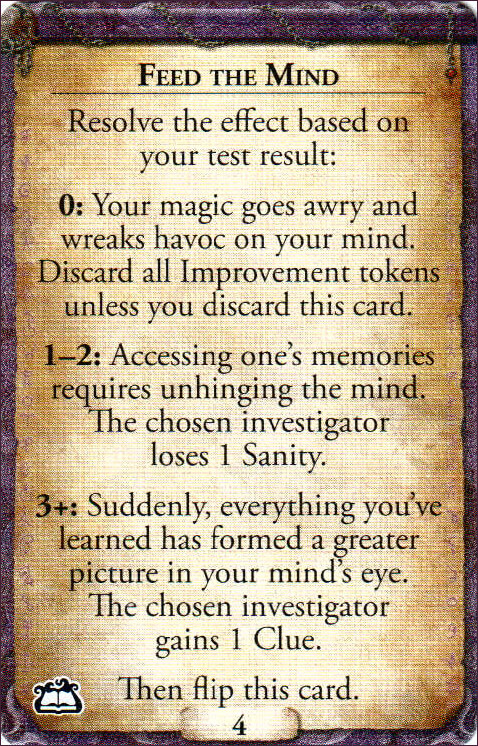 FEED THE MIND
Resolve the effect based on
your test result:
0: Your magic goes awry and
wreaks havoc on your mind.
Discard all Improvement tokens
unless you discard this card.
1–2: Accessing one's memories
requires unhinging the mind.
The chosen investigator
loses 1 Sanity.
3+: Suddenly, everything you've
learned has formed a greater
picture in your mind's eye.
The chosen investigator
gains 1 Clue.
Then flip this card.
4